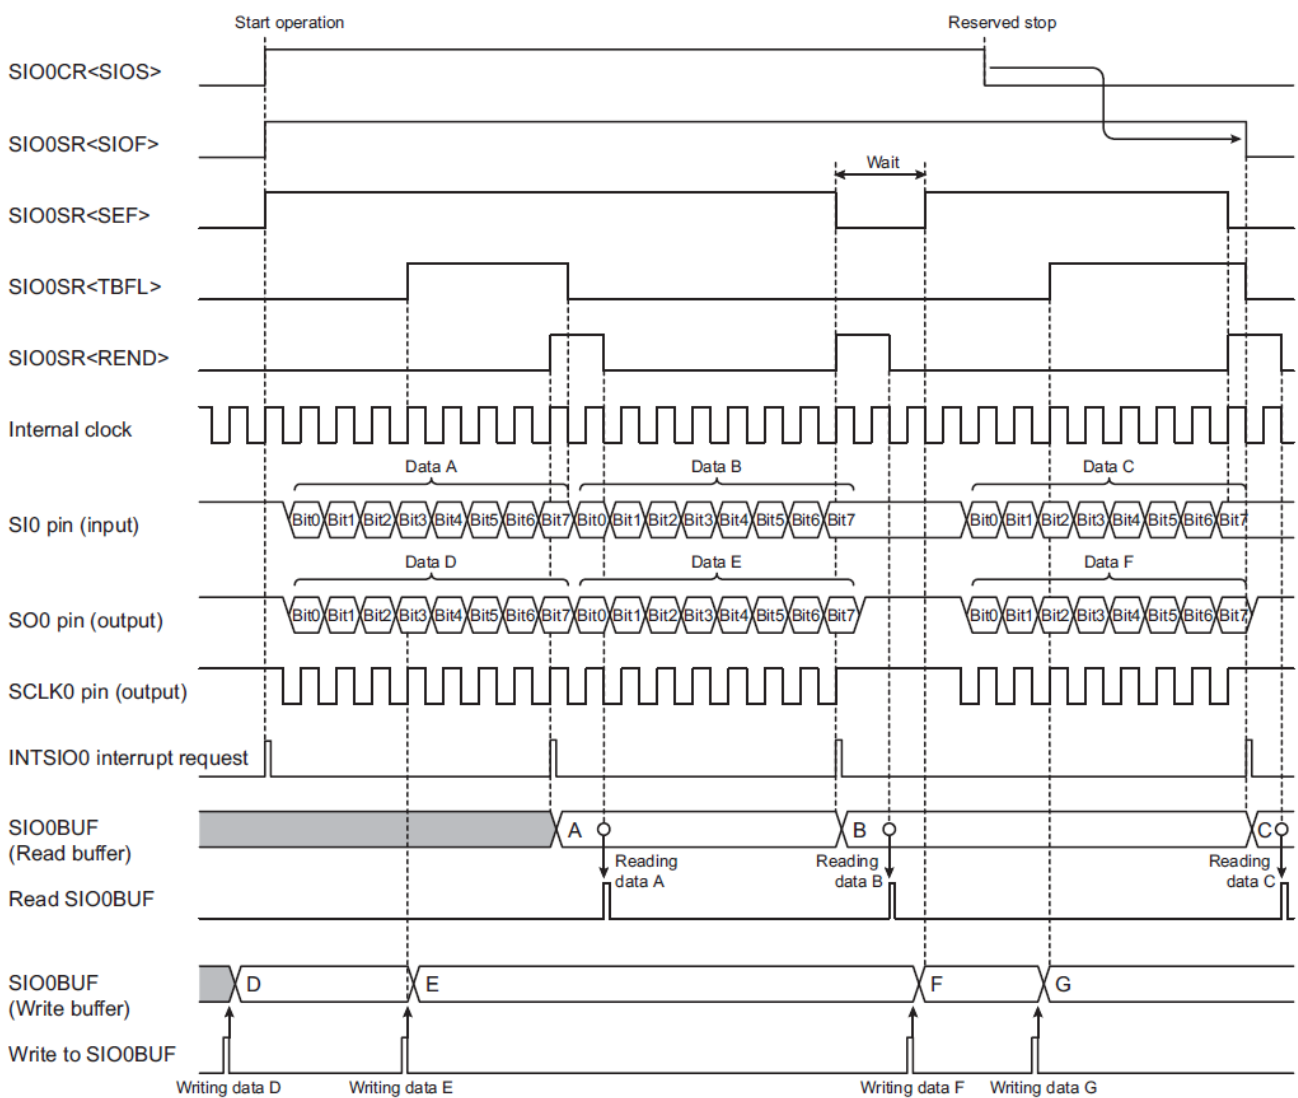 Start operation Reserved stop
SIO0CR<SIOS>
SIO0SR<SIOF>
Wait
SIO0SR<SEF>
SIO0SR<TBFL>
SIO0SR<REND>
Internal clock
Data A Data B Data C
SI0 pin (input) Bit0 Bit1 Bit2 Bit3 Bit4 Bit5 Bit6 Bit7 Bit0 Bit1 Bit2 Bit3 Bit4 Bit5 Bit6 Bit7 Bit0 Bit1 Bit2 Bit3 Bit4 Bit5 Bit6 Bit7
Data D Data E Data F
SO0 pin (output) Bit0 Bit1 Bit2 Bit3 Bit4 Bit5 Bit6 Bit7 Bit0 Bit1 Bit2 Bit3 Bit4 Bit5 Bit6 Bit7 Bit0 Bit1 Bit2 Bit3 Bit4 Bit5 Bit6 Bit7
SCLK0 pin (output)
INTSIO0 interrupt request
SIO0BUF A B C
(Read buffer)
Reading Reading Reading
data A data B data C
Read SIO0BUF
SIO0BUF D E F G
(Write buffer)
Write to SIO0BUF
Writing data D Writing data E Writing data F Writing data G